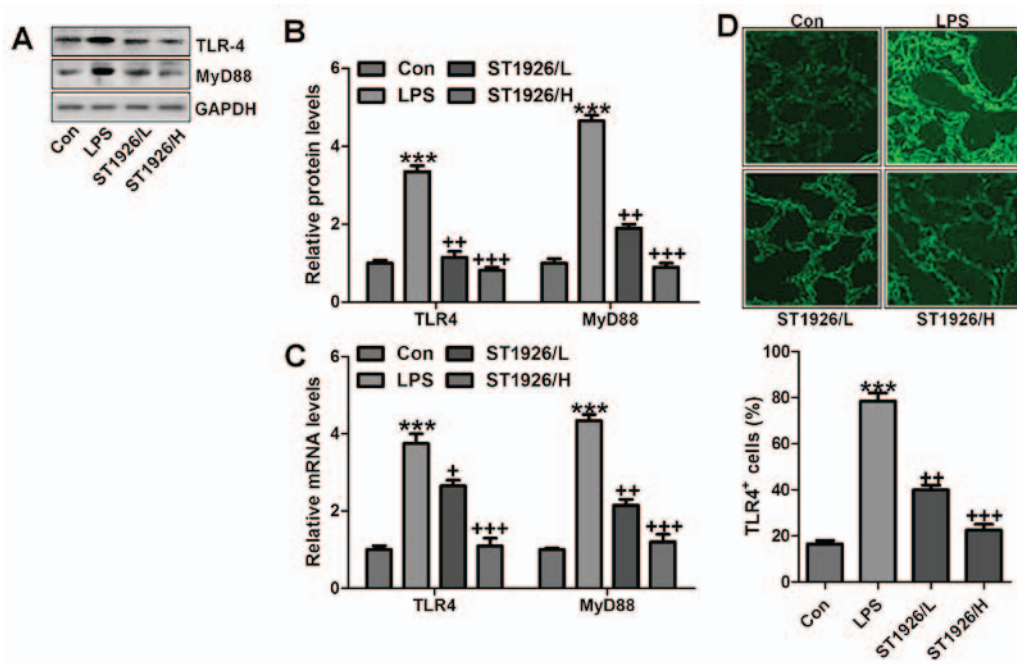 A
TLR-4
MyD88
GAPDH
Con LPS ST1926/L ST1926/H
B
Relative protein levels
6
4
2
0
Con ST1926/L
LPS ST1926/H
*** ++ +++ *** ++ +++
TLR4 MyD88
C
Relative mRNA levels
6
4
2
0
Con ST1926/L
LPS ST1926/H
*** + +++ *** ++ +++
TLR4 MyD88
D
Con LPS
ST1926/L ST1926/H
TLR4+ cells (%)
100
80
60
40
20
0
*** ++ +++
Con LPS ST1926/L ST1926/H